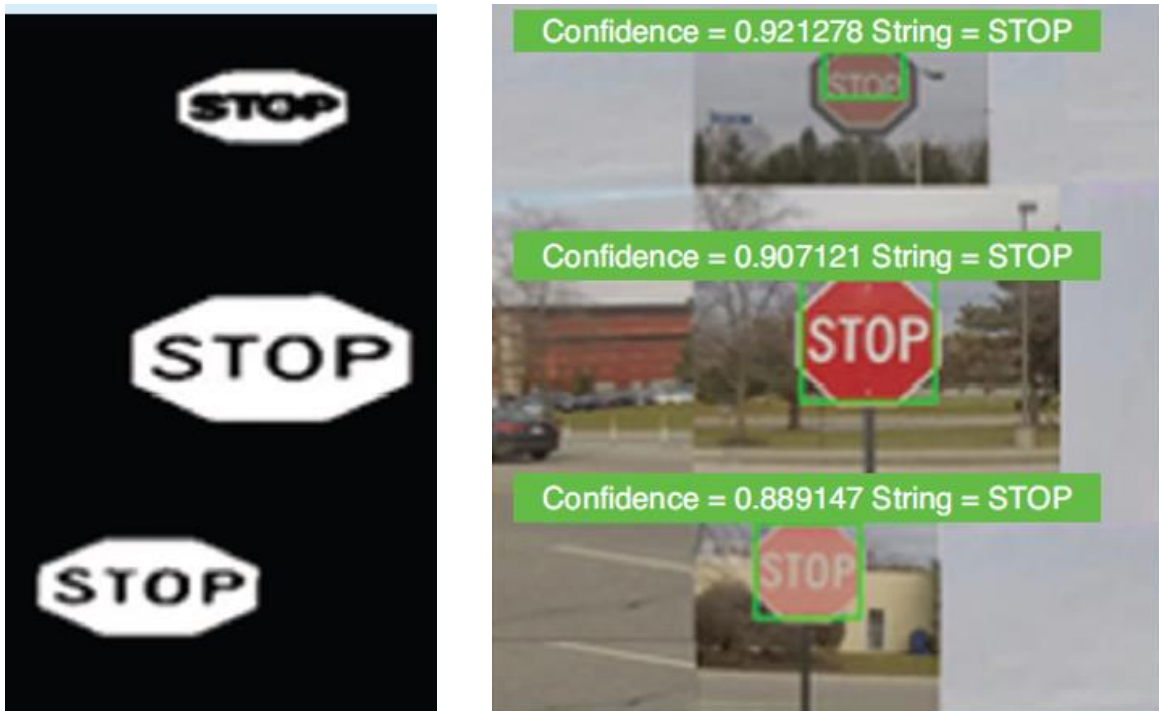 STOP
STOP
STOP
Confidence = 0.921278 String = STOP
STOP
Confidence = 0.907121 String = STOP
STOP
Confidence = 0.889147 String = STOP
STOP